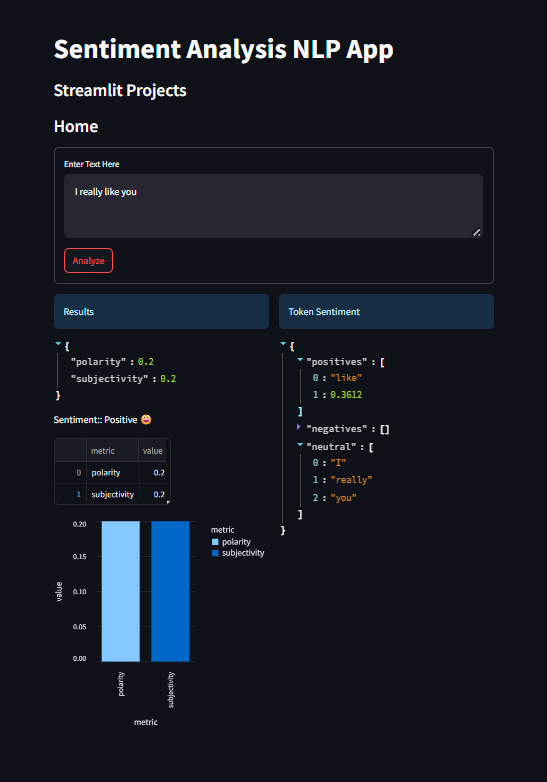 Sentiment Analysis NLP App
Streamlit Projects
Home
Enter Text Here
I really like you
Analyze
Results
{
"polarity" : 0.2
"subjectivity" : 0.2
}
Sentiment:: Positive 😃
metric value
0 polarity 0.2
1 subjectivity 0.2
metric
polarity
subjectivity
0.20
0.15
0.10
0.05
0.00
value
polarity
subjectivity
metric
Token Sentiment
{
"positives" : [
0 : "like"
1 : 0.3612
]
"negatives" : []
"neutral" : [
0 : "I"
1 : "really"
2 : "you"
]
}